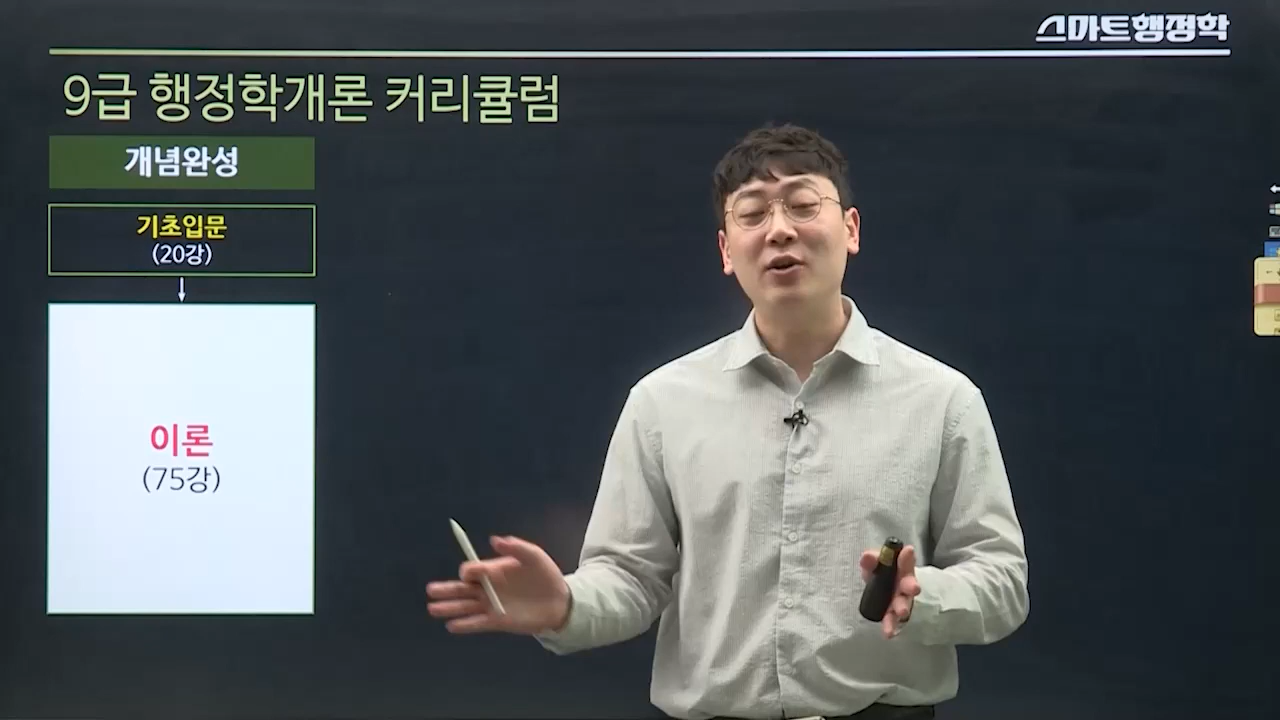 스마트행정학
9급 행정학개론 커리큘럼
개념완성
기초입문
(20강)
이론
(75강)